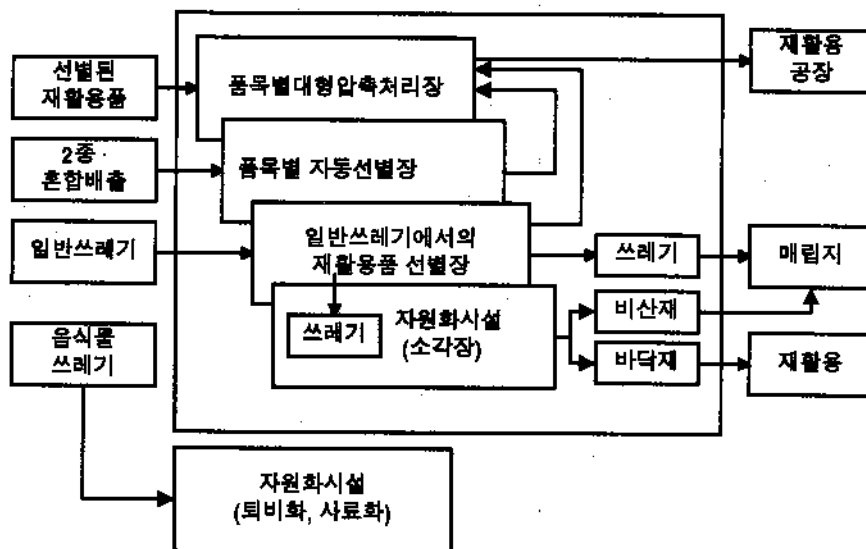 선별된
재활용품
2종
혼합배출
일반쓰레기
음식물
쓰레기
품목별대형압축처리장
품목별 자동선별장
일반쓰레기에서의
재활용품 선별장
쓰레기
자원화시설
(소각장)
쓰레기
비산재
바닥재
재활용
공장
매립지
재활용
자원화시설
(퇴비화, 사료화)